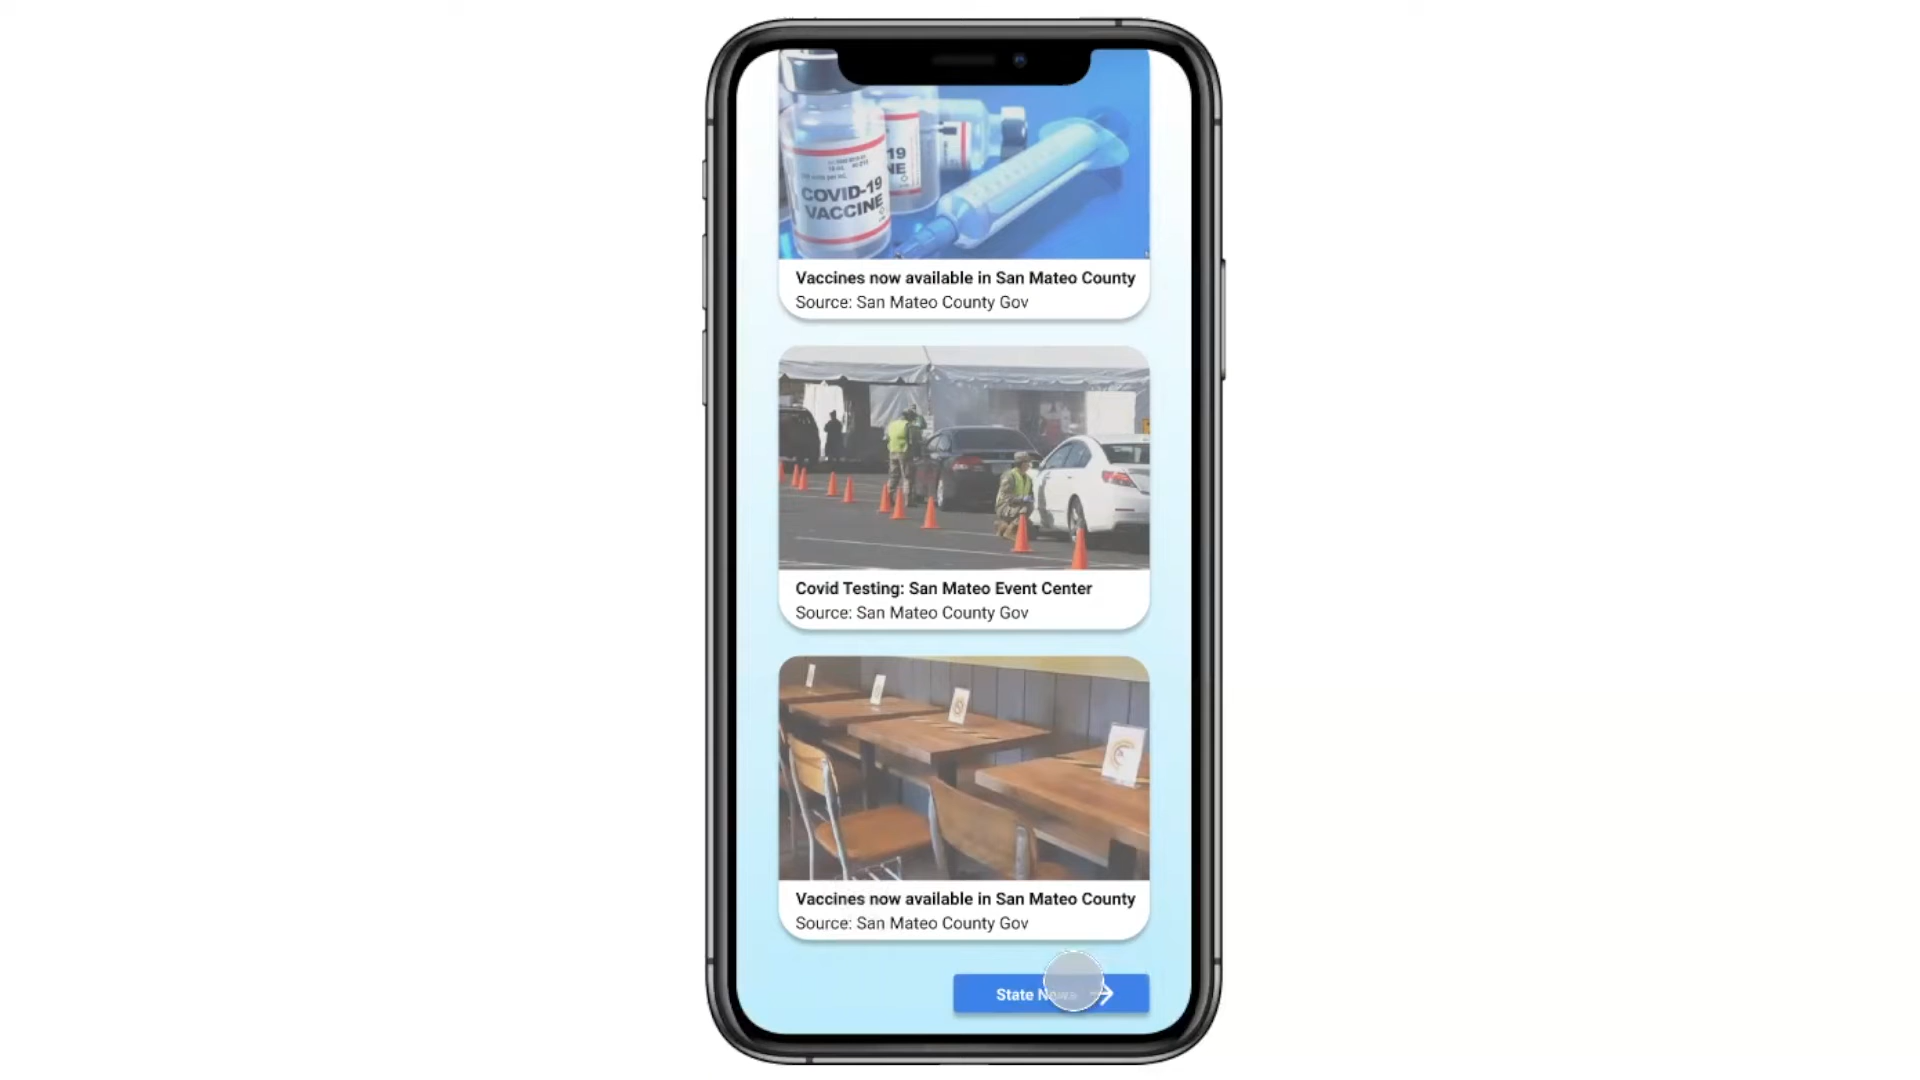 19
NE
COVID-19
VACCINE
Vaccines now available in San Mateo County
Source: San Mateo County Gov
Covid Testing: San Mateo Event Center
Source: San Mateo County Gov
Vaccines now available in San Mateo County
Source: San Mateo County Gov
State News